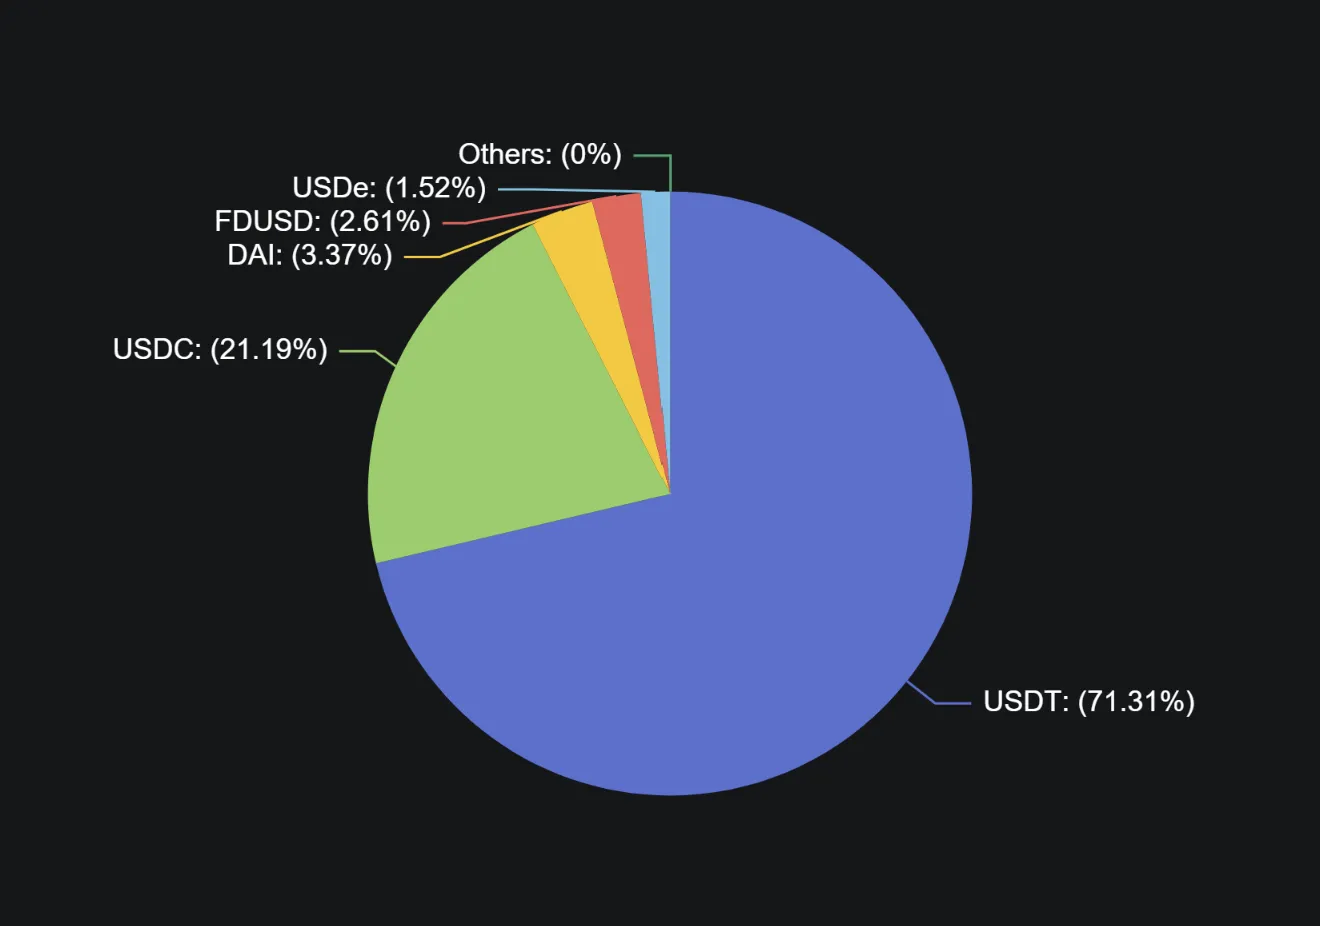 Others: (0%)
USDe: (1.52%)
FDUSD: (2.61%)
DAI: (3.37%)
USDC: (21.19%)
USDT: (71.31%)